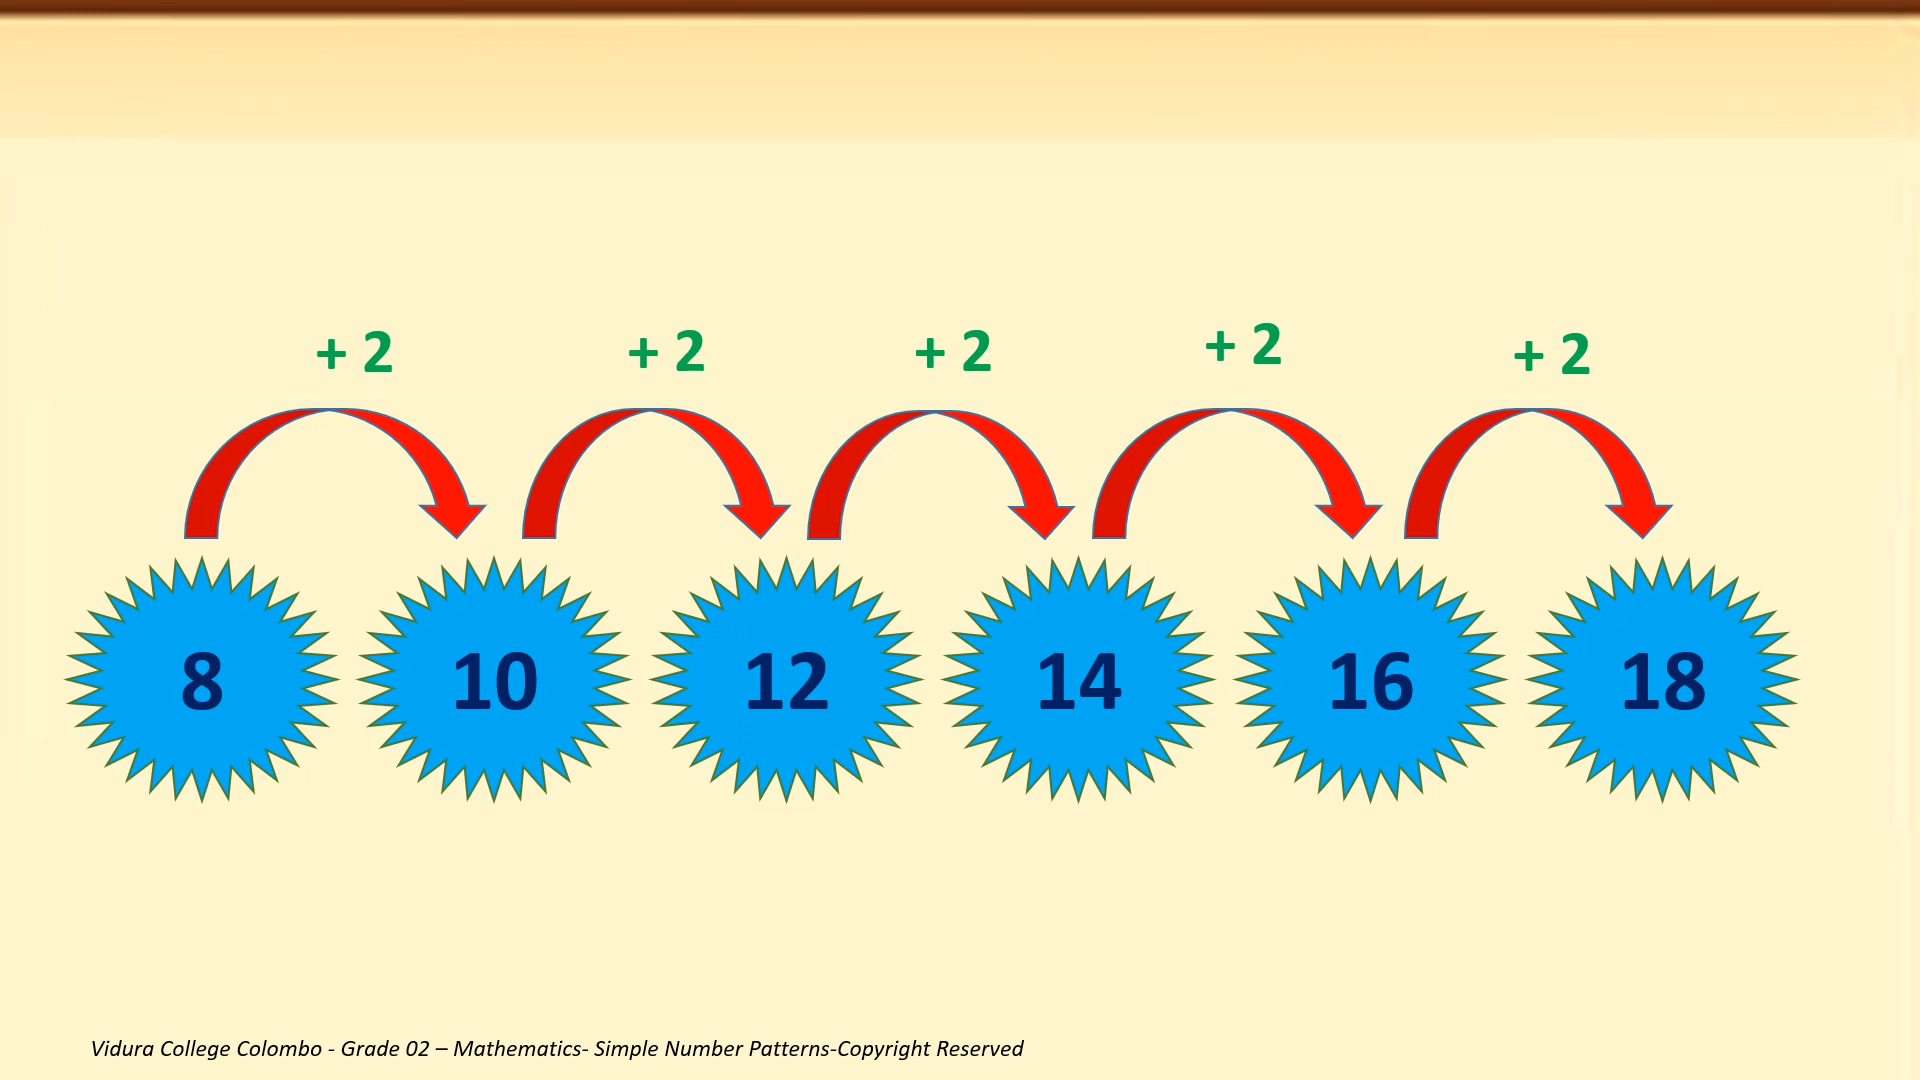 + 2 + 2 + 2 + 2 + 2
8 10 12 14 16 18
Vidura College Colombo - Grade 02 – Mathematics- Simple Number Patterns-Copyright Reserved